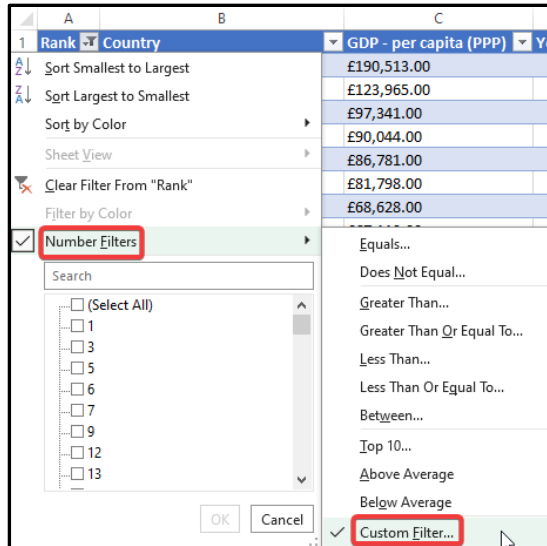 A B C
1 Rank Country GDP - per capita (PPP) Y
Sort Smallest to Largest
£190,513.00
Sort Largest to Smallest
£123,965.00
£97,341.00
Sort by Color
£90,044.00
Sheet View
£86,781.00
Clear Filter From "Rank"
£81,798.00
Filter by Color
£68,628.00
Number Filters
Equals...
Search
Does Not Equal...
(Select All)
Greater Than...
1
Greater Than Or Equal To...
3
Less Than...
5
Less Than Or Equal To...
6
7
Between...
9
Top 10...
12
13
Above Average
Below Average
OK Cancel
Custom Filter...